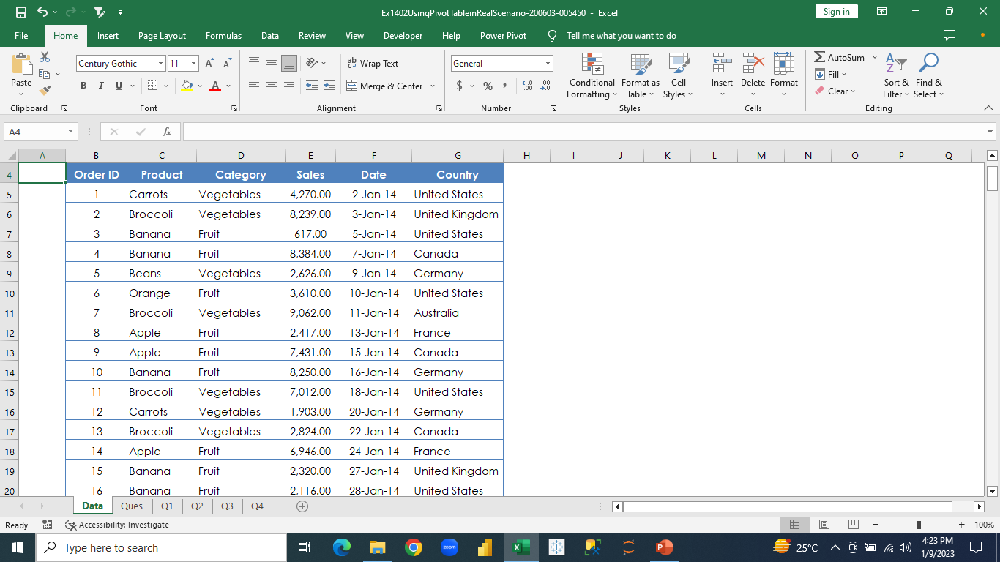 Ex1402UsingPivotTableinRealScenario-200603-005450 - Excel
Sign in
File Home Insert Page Layout Formulas Data Review View Developer Help Power Pivot Tell me what you want to do
Century Gothic 11 Wrap Text General AutoSum
Paste B I U Merge & Center $ % Conditional Formatting Format as Table Cell Styles Insert Delete Format Fill Clear Sort & Filter Find & Select
Clipboard Font Alignment Number Styles Cells Editing
A4 fx
A B C D E F G H I J K L M N O P Q
4 Order ID Product Category Sales Date Country
5 1 Carrots Vegetables 4,270.00 2-Jan-14 United States
6 2 Broccoli Vegetables 8,239.00 3-Jan-14 United Kingdom
7 3 Banana Fruit 617.00 5-Jan-14 United States
8 4 Banana Fruit 8,384.00 7-Jan-14 Canada
9 5 Beans Vegetables 2,626.00 9-Jan-14 Germany
10 6 Orange Fruit 3,610.00 10-Jan-14 United States
11 7 Broccoli Vegetables 9,062.00 11-Jan-14 Australia
12 8 Apple Fruit 2,417.00 13-Jan-14 France
13 9 Apple Fruit 7,431.00 15-Jan-14 Canada
14 10 Banana Fruit 8,250.00 16-Jan-14 Germany
15 11 Broccoli Vegetables 7,012.00 18-Jan-14 United States
16 12 Carrots Vegetables 1,903.00 20-Jan-14 Germany
17 13 Broccoli Vegetables 2,824.00 22-Jan-14 Canada
18 14 Apple Fruit 6,946.00 24-Jan-14 France
19 15 Banana Fruit 2,320.00 27-Jan-14 United Kingdom
20 16 Banana Fruit 2,116.00 28-Jan-14 United States
Data Ques Q1 Q2 Q3 Q4
Ready Accessibility: Investigate 100%
Type here to search zoom 25°C 4:23 PM
1/9/2023